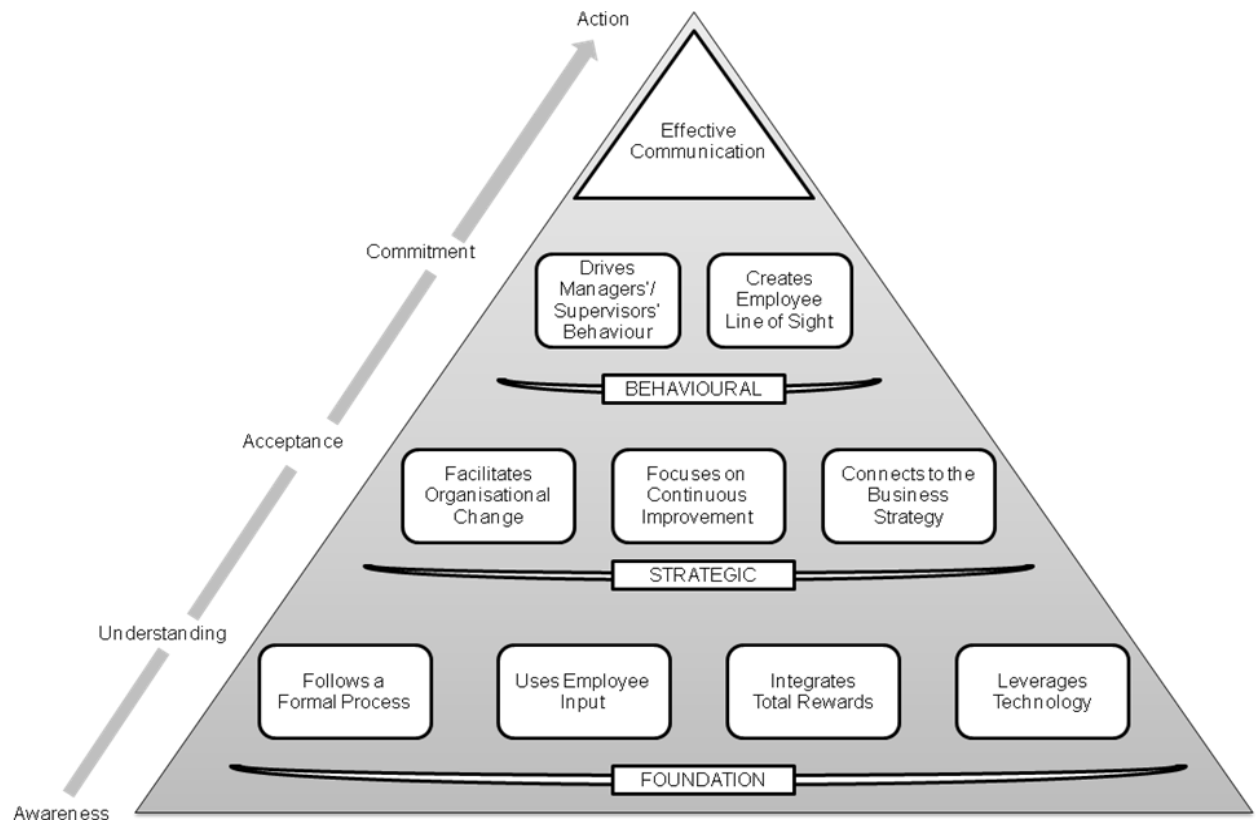 Action
Effective
Communication
Commitment
Drives
Managers'/
Supervisors'
Behaviour
Creates
Employee
Line of Sight
BEHAVIOURAL
Acceptance
Facilitates
Organisational
Change
Focuses on
Continuous
Improvement
Connects to the
Business
Strategy
STRATEGIC
Understanding
Follows a
Formal Process
Uses Employee
Input
Integrates
Total Rewards
Leverages
Technology
FOUNDATION
Awareness